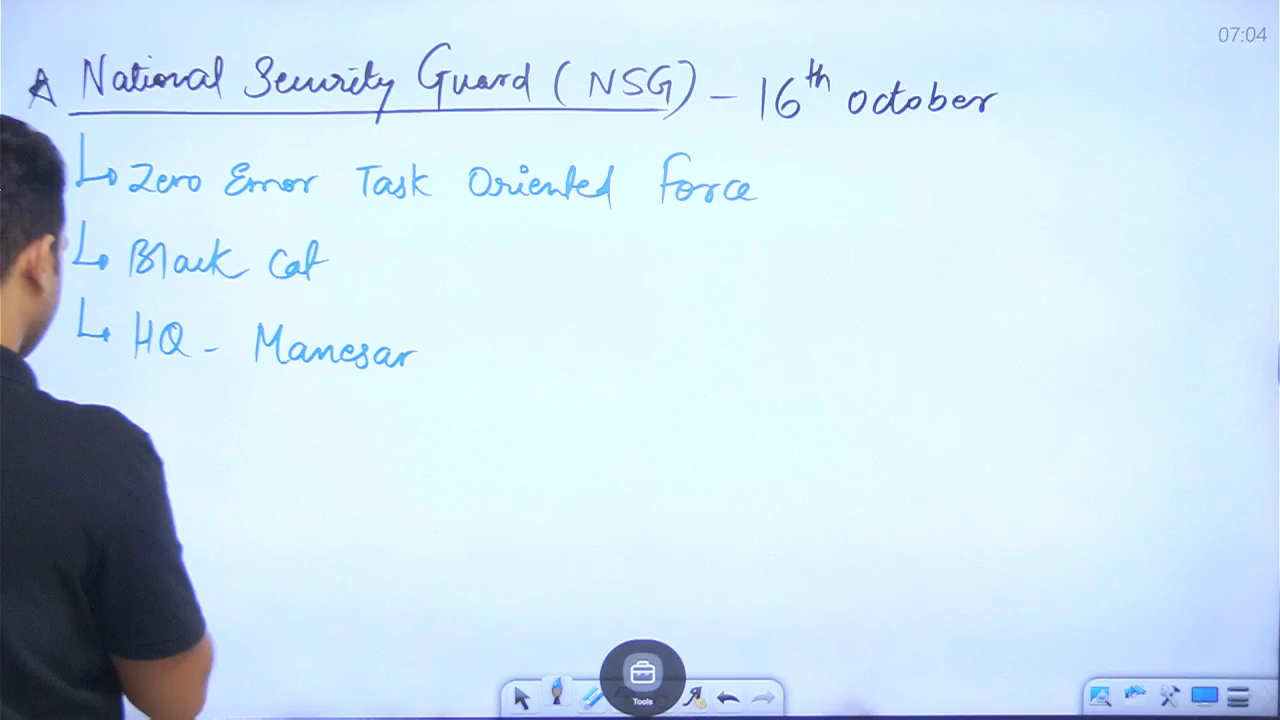 07:04
National Security Guard (NSG) - 16th october
Zero Error Task Oriented Force
Black Cat
HQ - Manesar
Tools